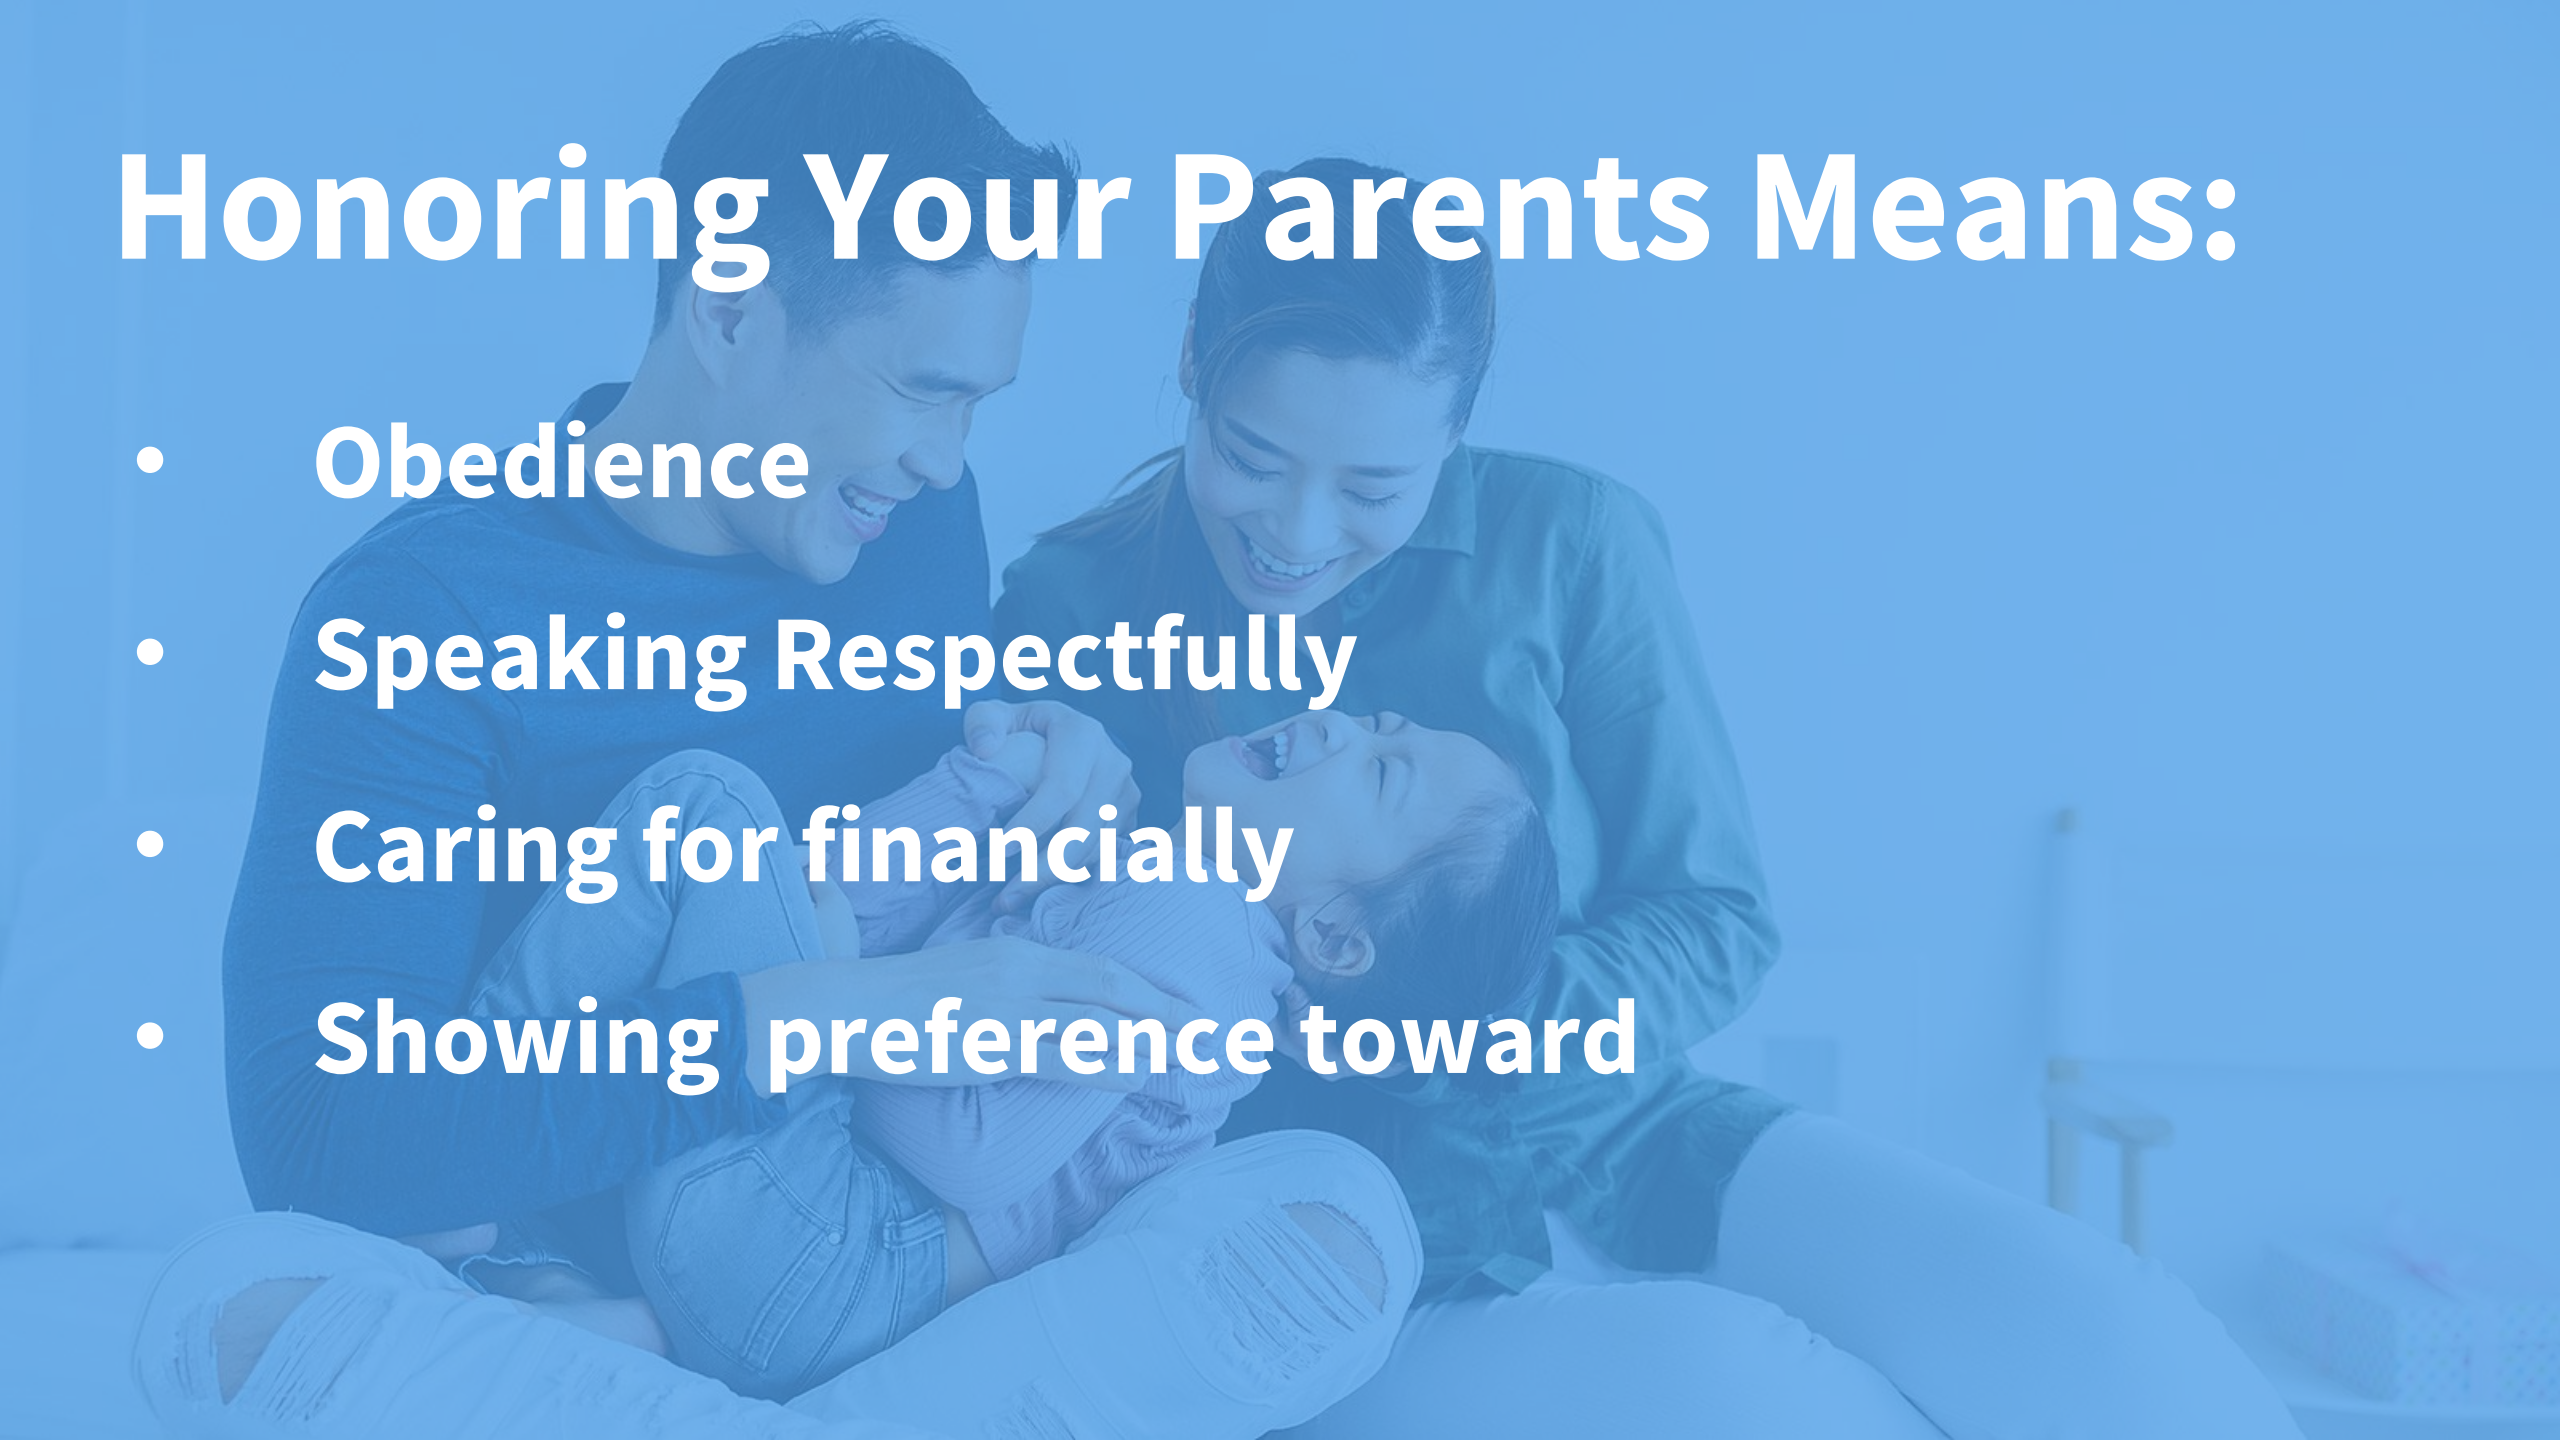 Honoring Your Parents Means:
• Obedience
• Speaking Respectfully
• Caring for financially
• Showing  preference toward